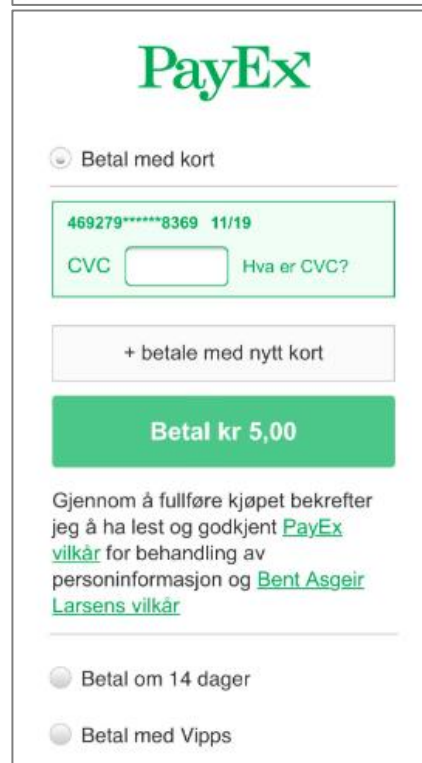 PayEx
Betal med kort
469279******8369 11/19
CVC Hva er CVC?
+ betale med nytt kort
Betal kr 5,00
Gjennom å fullføre kjøpet bekrefter
jeg å ha lest og godkjent PayEx
vilkår for behandling av
personinformasjon og Bent Asgeir
Larsens vilkår
Betal om 14 dager
Betal med Vipps